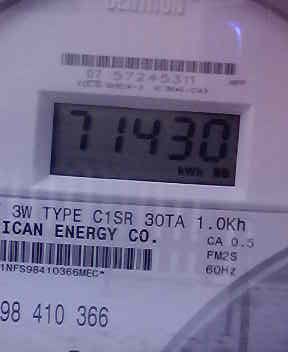 CENTRON
07 57245311
71430
kWh
3W TYPE C1SR 30TA 1.0Kh
ICAN ENERGY CO.
CA 0.5
FM2S
60HZ
1NFS98410366MEC*
98 410 366